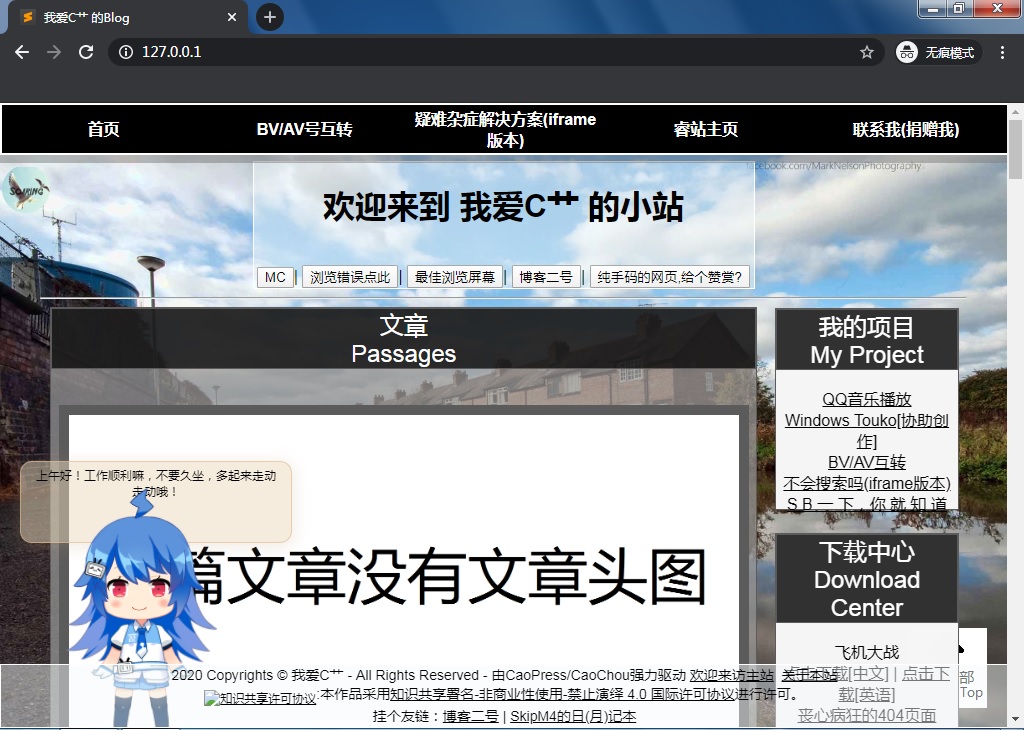 我爱C艹 的Blog
127.0.0.1
无痕模式
首页
BV/AV号互转
疑难杂症解决方案(iframe
版本)
睿站主页
联系我(捐赠我)
facebook.com/MarkNelsonPhotography
欢迎来到 我爱C艹 的小站
MC | 浏览错误点此 | 最佳浏览屏幕 | 博客二号 | 纯手码的网页,给个赞赏?
文章
Passages
我的项目
My Project
QQ音乐播放
Windows Touko[协助创
作]
BV/AV互转
不会搜索吗(iframe版本)
S B 一 下 , 你 就 知 道
上午好！工作顺利嘛，不要久坐，多起来走动
走动哦！
篇文章没有文章头图
下载中心
Download
Center
飞机大战
点击下载[中文] | 点击下
载[英语]
丧心病狂的404页面
部
Top
2020 Copyrights © 我爱C艹 - All Rights Reserved - 由CaoPress/CaoChou强力驱动 欢迎来访主站 关于本站
知识共享许可协议:本作品采用知识共享署名-非商业性使用-禁止演绎 4.0 国际许可协议进行许可。
挂个友链：博客二号 | SkipM4的日(月)记本